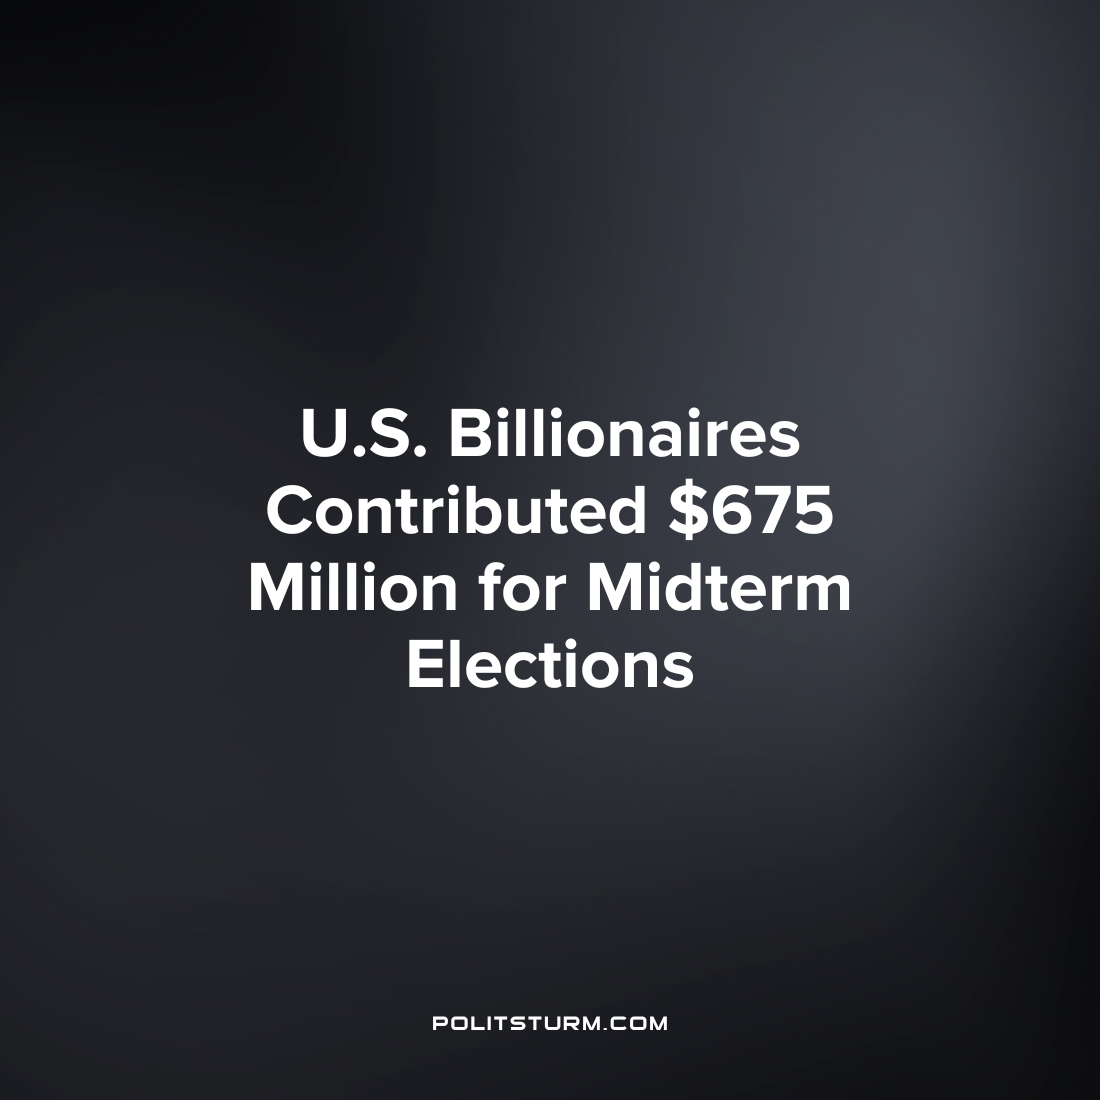 U.S. Billionaires
Contributed $675
Million for Midterm
Elections
POLITSTURM.COM